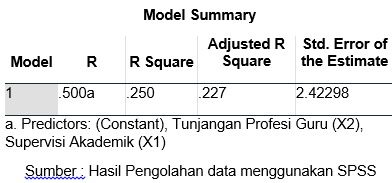 Model Summary
Model R R Square Adjusted R Square Std. Error of the Estimate
1 .500a .250 .227 2.42298
a. Predictors: (Constant), Tunjangan Profesi Guru (X2),
Supervisi Akademik (X1)
Sumber : Hasil Pengolahan data menggunakan SPSS